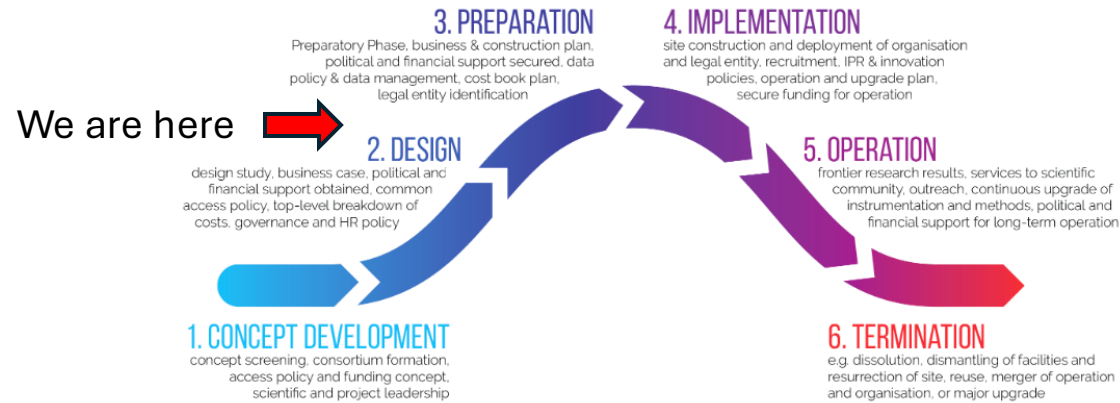 3. PREPARATION
Preparatory Phase, business & construction plan,
political and financial support secured, data
policy & data management, cost book plan,
legal entity identification
4. IMPLEMENTATION
site construction and deployment of organisation
and legal entity, recruitment, IPR & innovation
policies, operation and upgrade plan,
secure funding for operation
We are here
2. DESIGN
design study, business case, political and
financial support obtained, common
access policy, top-level breakdown of
costs, governance and HR policy
5. OPERATION
frontier research results, services to scientific
community, outreach, continuous upgrade of
instrumentation and methods, political and
financial support for long-term operation
1. CONCEPT DEVELOPMENT
concept screening, consortium formation,
access policy and funding concept,
scientific and project leadership
6. TERMINATION
e.g. dissolution, dismantling of facilities and
resurrection of site, reuse, merger of operation
and organisation, or major upgrade